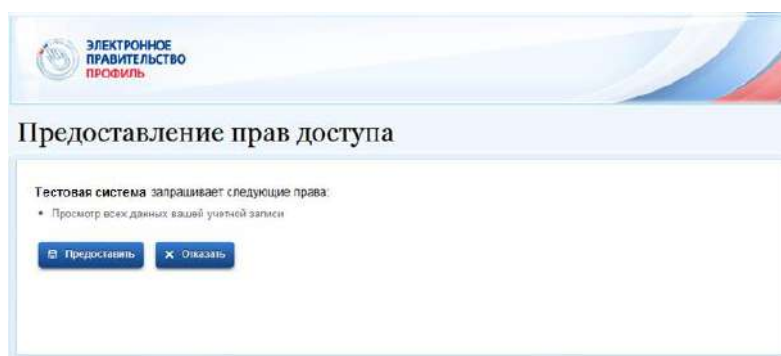 ЭЛЕКТРОННОЕ
ПРАВИТЕЛЬСТВО
ПРОФИЛЬ
Предоставление прав доступа
Тестовая система запрашивает следующие права:
• Просмотр всех данных вашей учетной записи
Предоставить Отказать